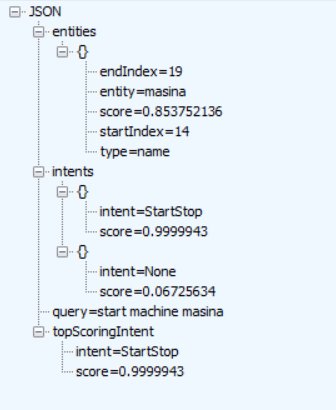 JSON
entities
{}
endIndex=19
entity=masina
score=0.853752136
startIndex=14
type=name
intents
{}
intent=StartStop
score=0.9999943
{}
intent=None
score=0.06725634
query=start machine masina
topScoringIntent
intent=StartStop
score=0.9999943